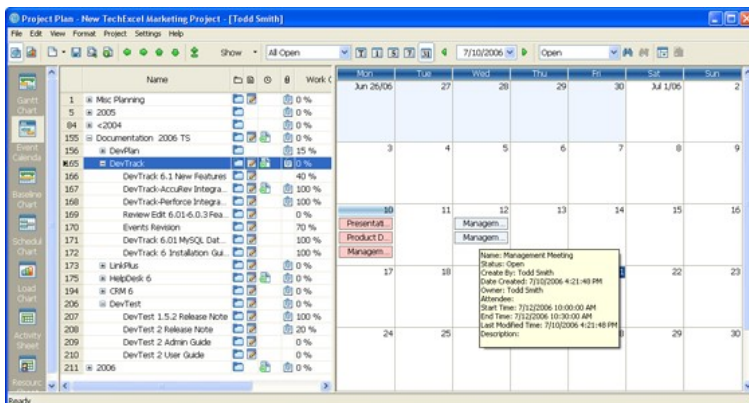 Project Plan - New TechExcel Marketing Project - [Todd Smith]
File Edit View Format Project Settings Help
Show All Open 7/10/2006 Open
Name Work
1 Misc Planning 0 %
5 2005 0 %
84 <2004 0 %
155 Documentation 2006 TS 0 %
156 DevPlan 15 %
165 DevTrack 0 %
166 DevTrack 6.1 New Features 40 %
167 DevTrack-AccuRev Integra... 100 %
168 DevTrack-Perforce Integra... 100 %
169 Review Edit 6.01-6.0.3 Fea... 0 %
170 Events Revision 70 %
171 DevTrack 6.01 MySQL Dat... 100 %
172 DevTrack 6 Installation Gui... 100 %
173 LinkPlus 0 %
175 HelpDesk 6 0 %
194 CRM 6 0 %
206 DevTest 0 %
207 DevTest 1.5.2 Release Note 100 %
208 DevTest 2 Release Note 20 %
209 DevTest 2 Admin Guide 0 %
210 DevTest 2 User Guide 0 %
211 2006 0 %
Gantt
Chart
Event
Calenda
Baseline
Chart
Schedul
Chart
Load
Chart
Activity
Sheet
Resourc
Mon Tue Wed Thu Fri Sat Sun
Jun 26/06 27 28 29 30 Jul 1/06 2
3 4 5 6 7 8 9
10 11 12 13 14 15 16
Presentati...
Product D...
Managem...
Managem...
Managem...
17 18 22 23
24 25 29 30
Name: Management Meeting
Status: Open
Create By: Todd Smith
Date Created: 7/10/2006 4:21:48 PM
Owner: Todd Smith
Attendee:
Start Time: 7/12/2006 10:00:00 AM
End Time: 7/12/2006 10:30:00 AM
Last Modified Time: 7/10/2006 4:21:48 PM
Description:
Ready